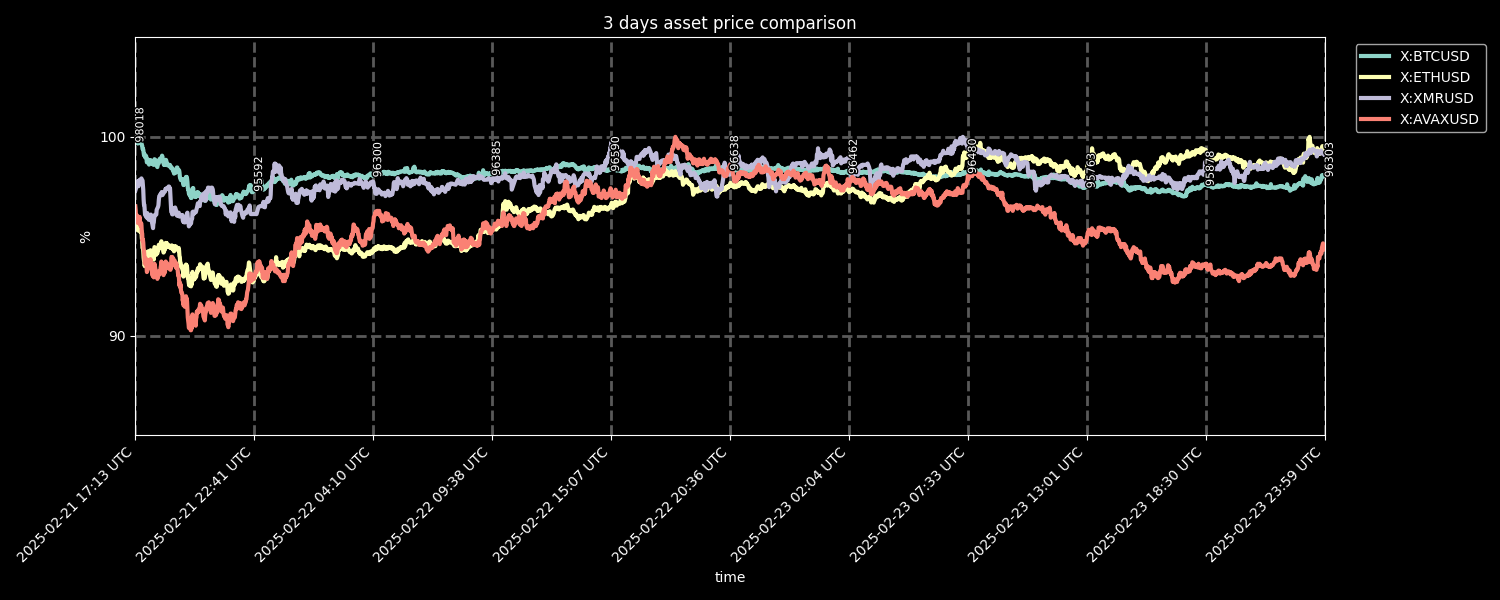 3 days asset price comparison
X:BTCUSD
X:ETHUSD
X:XMRUSD
X:AVAXUSD
100
90
%
98018
95592
96300
96385
96590
96638
96462
96480
95763
95878
96303
2025-02-21 17:13 UTC
2025-02-21 22:41 UTC
2025-02-22 04:10 UTC
2025-02-22 09:38 UTC
2025-02-22 15:07 UTC
2025-02-22 20:36 UTC
2025-02-23 02:04 UTC
2025-02-23 07:33 UTC
2025-02-23 13:01 UTC
2025-02-23 18:30 UTC
2025-02-23 23:59 UTC
time